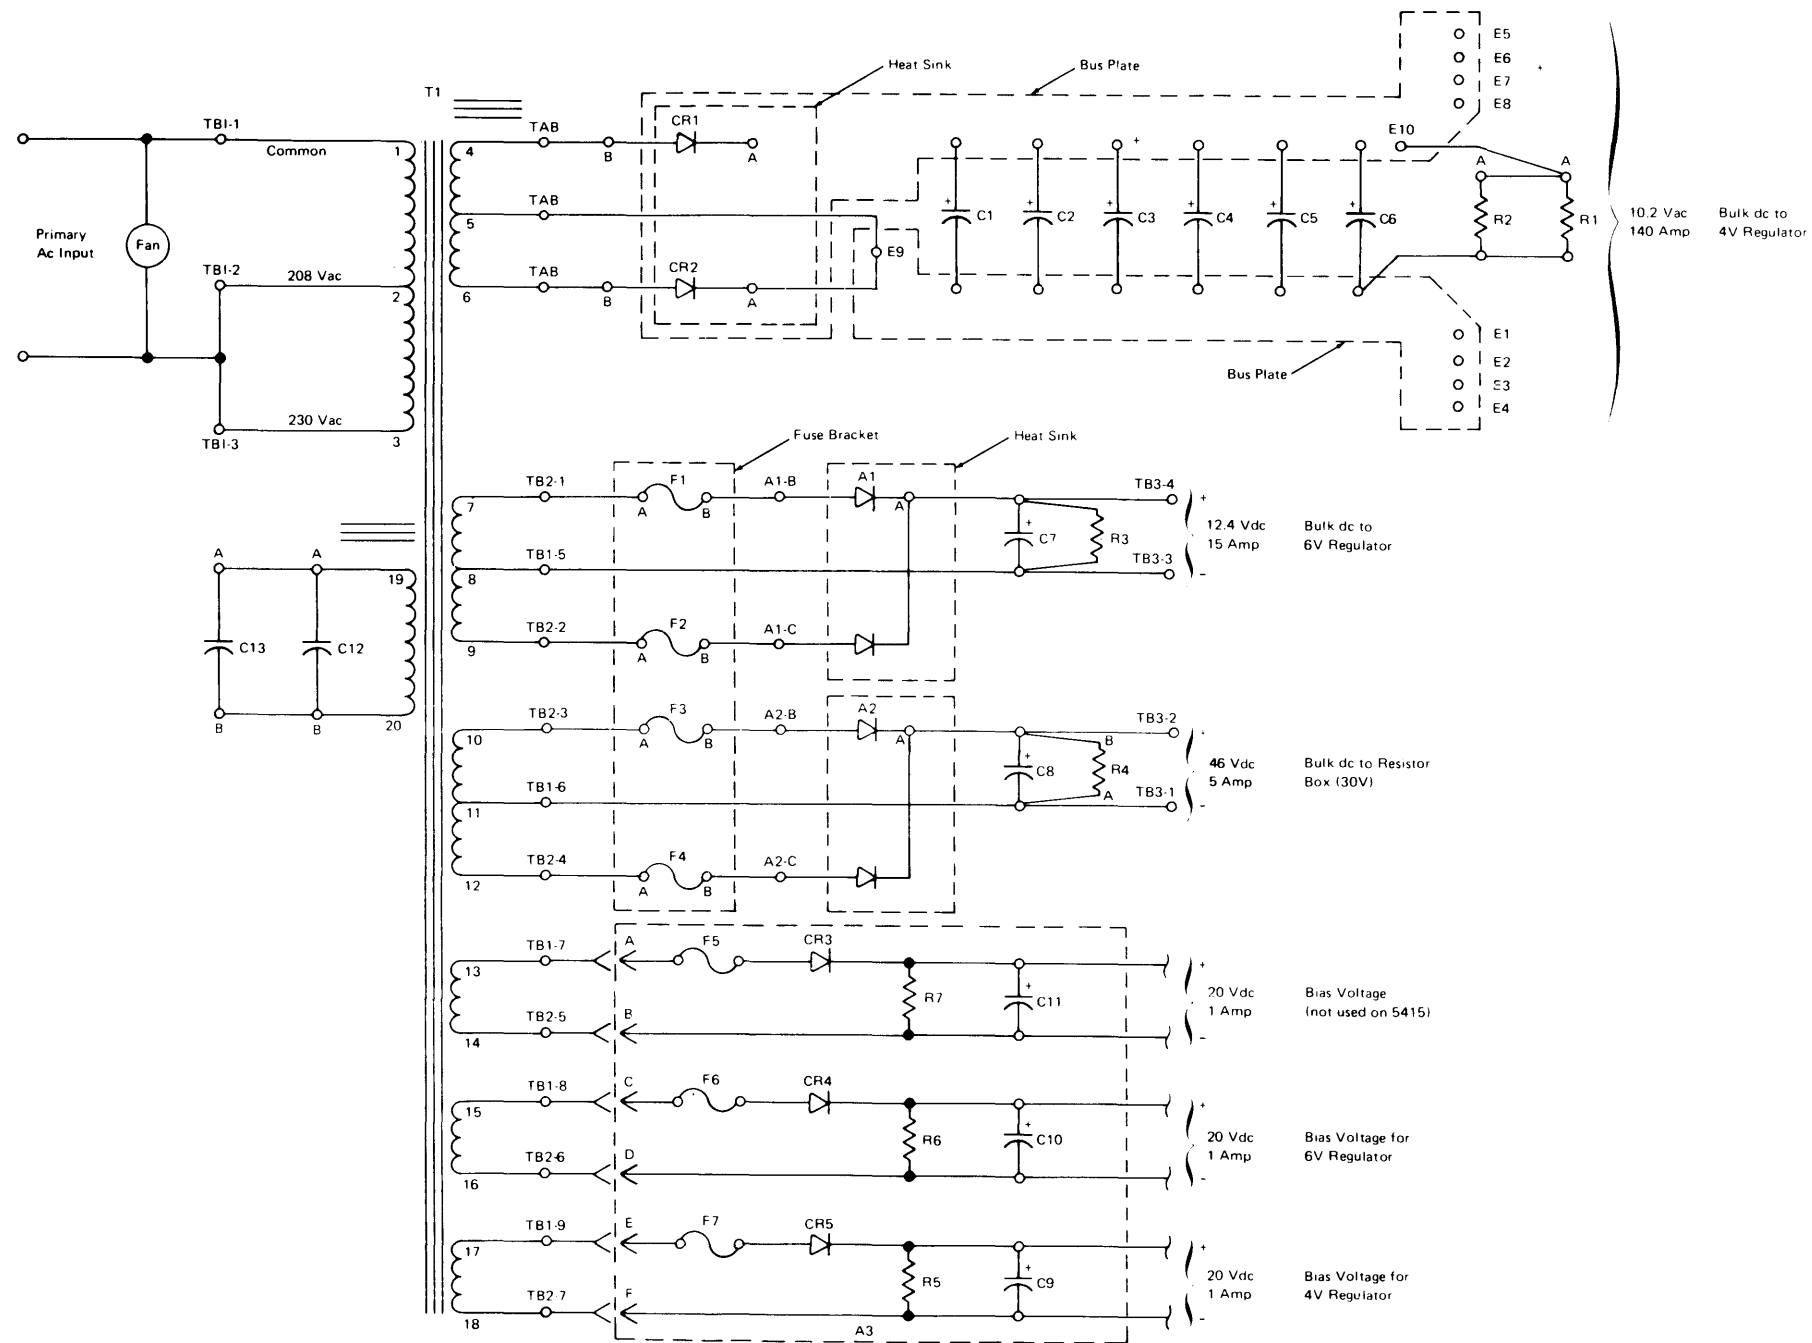 Heat Sink
Bus Plate
E5
E6
E7
E8
+
T1
TBI-1
Common
1
4
TAB
B
CR1
A
+
E10
A
A
Primary
Ac Input
Fan
TAB
5
E9
+
C1
+
C2
+
C3
+
C4
+
C5
+
C6
R2
R1
10.2 Vac
140 Amp
Bulk dc to
4V Regulator
TBI-2
208 Vac
2
6
TAB
B
CR2
A
E1
E2
E3
E4
Bus Plate
230 Vac
TBI-3
3
Fuse Bracket
Heat Sink
7
TB2-1
F1
A
B
A1-B
A1
A
TB3-4
+
+
C7
R3
12.4 Vdc
15 Amp
Bulk dc to
6V Regulator
8
TB1-5
TB3-3
-
9
TB2-2
F2
A
B
A1-C
A
A
19
C13
C12
B
B
20
10
TB2-3
F3
A
B
A2-B
A2
A
TB3-2
+
B
+
C8
R4
A
46 Vdc
5 Amp
Bulk dc to Resistor
Box (30V)
11
TB1-6
TB3-1
-
12
TB2-4
F4
A
B
A2-C
13
TB1-7
A
F5
CR3
+
R7
+
C11
20 Vdc
1 Amp
Bias Voltage
(not used on 5415)
14
TB2-5
B
-
15
TB1-8
C
F6
CR4
+
R6
+
C10
20 Vdc
1 Amp
Bias Voltage for
6V Regulator
16
TB2-6
D
-
17
TB1-9
E
F7
CR5
+
R5
+
C9
20 Vdc
1 Amp
Bias Voltage for
4V Regulator
18
TB2-7
F
-
A3